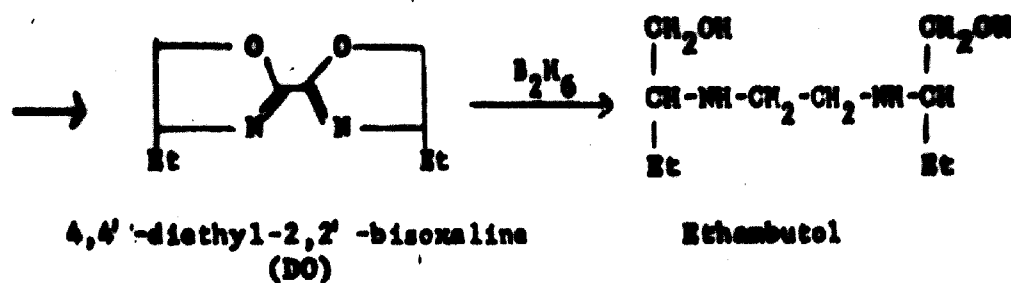 O O
N N
Et Et
4,4'-diethyl-2,2'-bisoxaline
(DO)
B₂H₆
CH₂OH CH₂OH
CH-NH-CH₂-CH₂-NH-CH
Et Et
Ethambutol